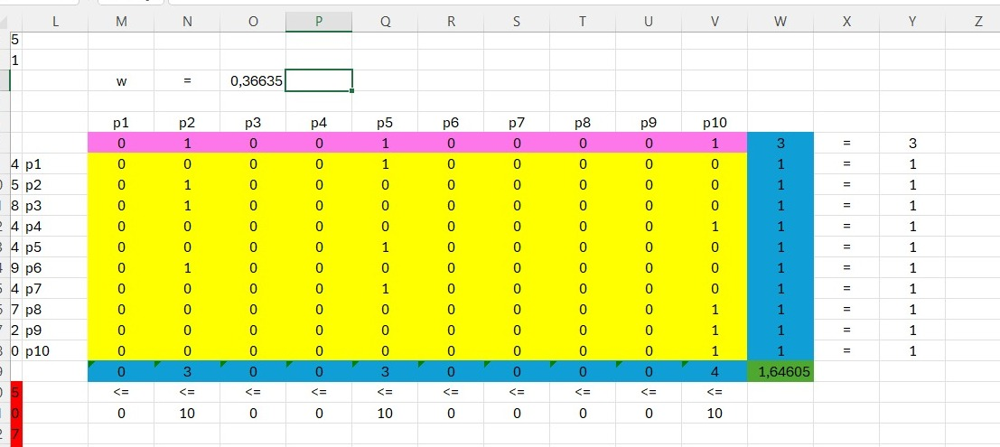 L M N O P Q R S T U V W X Y Z
5
1
w = 0,36635
p1 p2 p3 p4 p5 p6 p7 p8 p9 p10
0 1 0 0 1 0 0 0 0 1 3 = 3
4 p1 0 0 0 0 1 0 0 0 0 0 1 = 1
5 p2 0 1 0 0 0 0 0 0 0 0 1 = 1
8 p3 0 1 0 0 0 0 0 0 0 0 1 = 1
4 p4 0 0 0 0 0 0 0 0 0 1 1 = 1
4 p5 0 0 0 0 1 0 0 0 0 0 1 = 1
9 p6 0 1 0 0 0 0 0 0 0 0 1 = 1
4 p7 0 0 0 0 1 0 0 0 0 0 1 = 1
7 p8 0 0 0 0 0 0 0 0 0 1 1 = 1
2 p9 0 0 0 0 0 0 0 0 0 1 1 = 1
0 p10 0 0 0 0 0 0 0 0 0 1 1 = 1
0 3 0 0 3 0 0 0 0 4 1,64605
5 <= <= <= <= <= <= <= <= <= <=
0 0 10 0 0 10 0 0 0 0 10
7